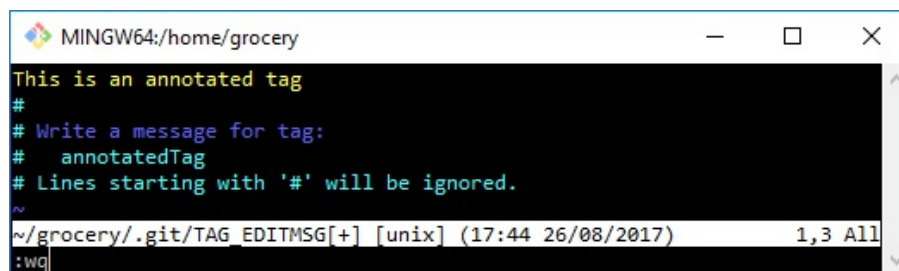 MINGW64:/home/grocery
This is an annotated tag
#
# Write a message for tag:
#   annotatedTag
# Lines starting with '#' will be ignored.
~
~/grocery/.git/TAG_EDITMSG[+] [unix] (17:44 26/08/2017) 1,3 All
:wq